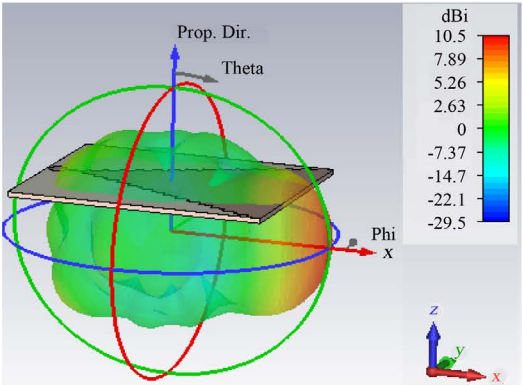 Prop. Dir.
Theta
Phi
x
dBi
10.5
7.89
5.26
2.63
0
-7.37
-14.7
-22.1
-29.5
z
y
x